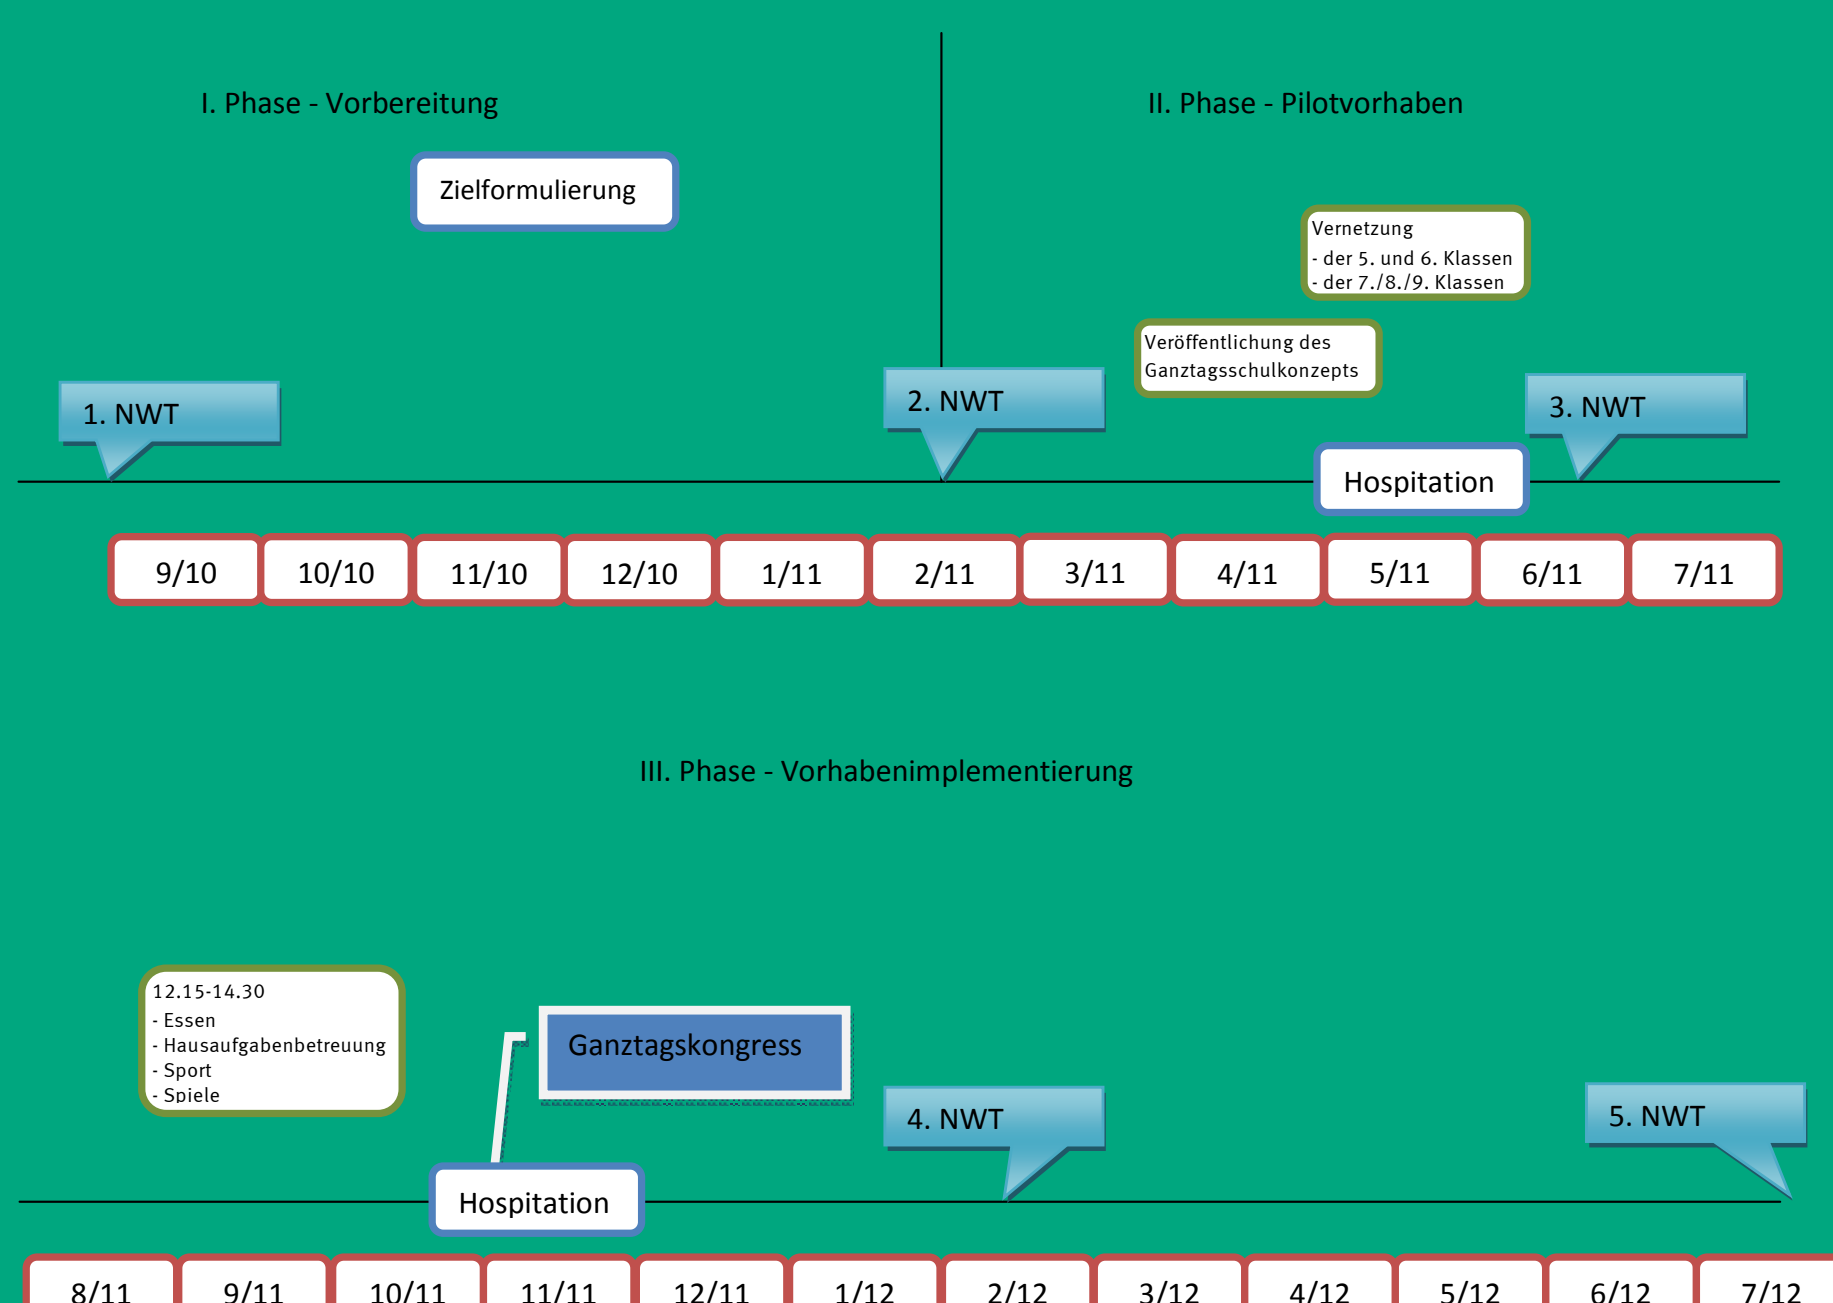 I. Phase - Vorbereitung
II. Phase - Pilotvorhaben
Zielformulierung
Vernetzung
- der 5. und 6. Klassen
- der 7./8./9. Klassen
Veröffentlichung des
Ganztagsschulkonzepts
1. NWT
2. NWT
3. NWT
Hospitation
9/10
10/10
11/10
12/10
1/11
2/11
3/11
4/11
5/11
6/11
7/11
III. Phase - Vorhabenimplementierung
12.15-14.30
- Essen
- Hausaufgabenbetreuung
- Sport
- Spiele
Ganztagskongress
4. NWT
5. NWT
Hospitation
8/11
9/11
10/11
11/11
12/11
1/12
2/12
3/12
4/12
5/12
6/12
7/12